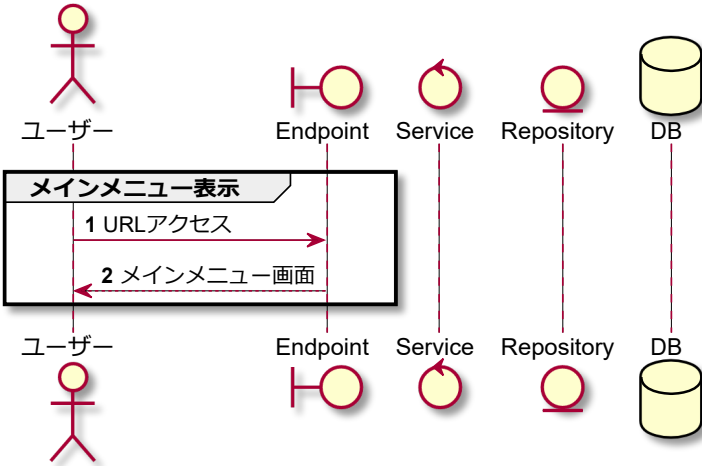 ユーザー
Endpoint
Service
Repository
DB
メインメニュー表示
1 URLアクセス
2 メインメニュー画面
ユーザー
Endpoint
Service
Repository
DB